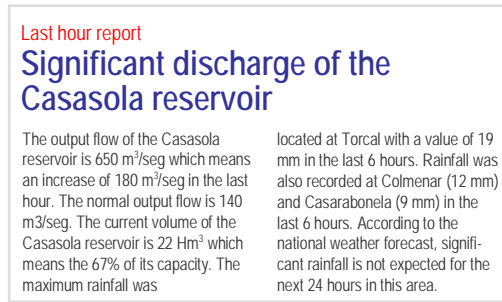 Last hour report
Significant discharge of the
Casasola reservoir
The output flow of the Casasola
reservoir is 650 m³/seg which means
an increase of 180 m³/seg in the last
hour. The normal output flow is 140
m3/seg. The current volume of the
Casasola reservoir is 22 Hm³ which
means the 67% of its capacity. The
maximum rainfall was
located at Torcal with a value of 19
mm in the last 6 hours. Rainfall was
also recorded at Colmenar (12 mm)
and Casarabonela (9 mm) in the
last 6 hours. According to the
national weather forecast, signifi-
cant rainfall is not expected for the
next 24 hours in this area.